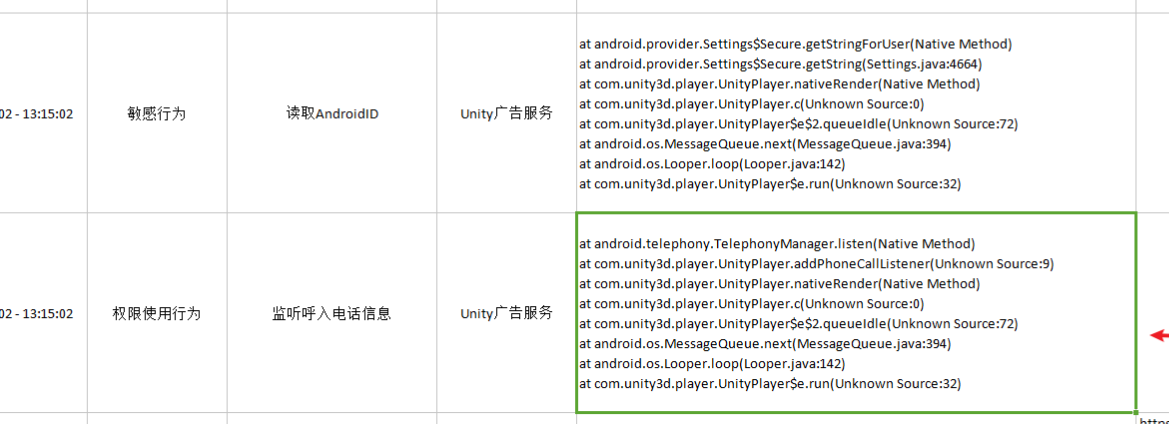 02 - 13:15:02
敏感行为
读取AndroidID
Unity广告服务
at android.provider.Settings$Secure.getStringForUser(Native Method)
at android.provider.Settings$Secure.getString(Settings.java:4664)
at com.unity3d.player.UnityPlayer.nativeRender(Native Method)
at com.unity3d.player.UnityPlayer.c(Unknown Source:0)
at com.unity3d.player.UnityPlayer$e$2.queueIdle(Unknown Source:72)
at android.os.MessageQueue.next(MessageQueue.java:394)
at android.os.Looper.loop(Looper.java:142)
at com.unity3d.player.UnityPlayer$e.run(Unknown Source:32)
02 - 13:15:02
权限使用行为
监听呼入电话信息
Unity广告服务
at android.telephony.TelephonyManager.listen(Native Method)
at com.unity3d.player.UnityPlayer.addPhoneCallListener(Unknown Source:9)
at com.unity3d.player.UnityPlayer.nativeRender(Native Method)
at com.unity3d.player.UnityPlayer.c(Unknown Source:0)
at com.unity3d.player.UnityPlayer$e$2.queueIdle(Unknown Source:72)
at android.os.MessageQueue.next(MessageQueue.java:394)
at android.os.Looper.loop(Looper.java:142)
at com.unity3d.player.UnityPlayer$e.run(Unknown Source:32)